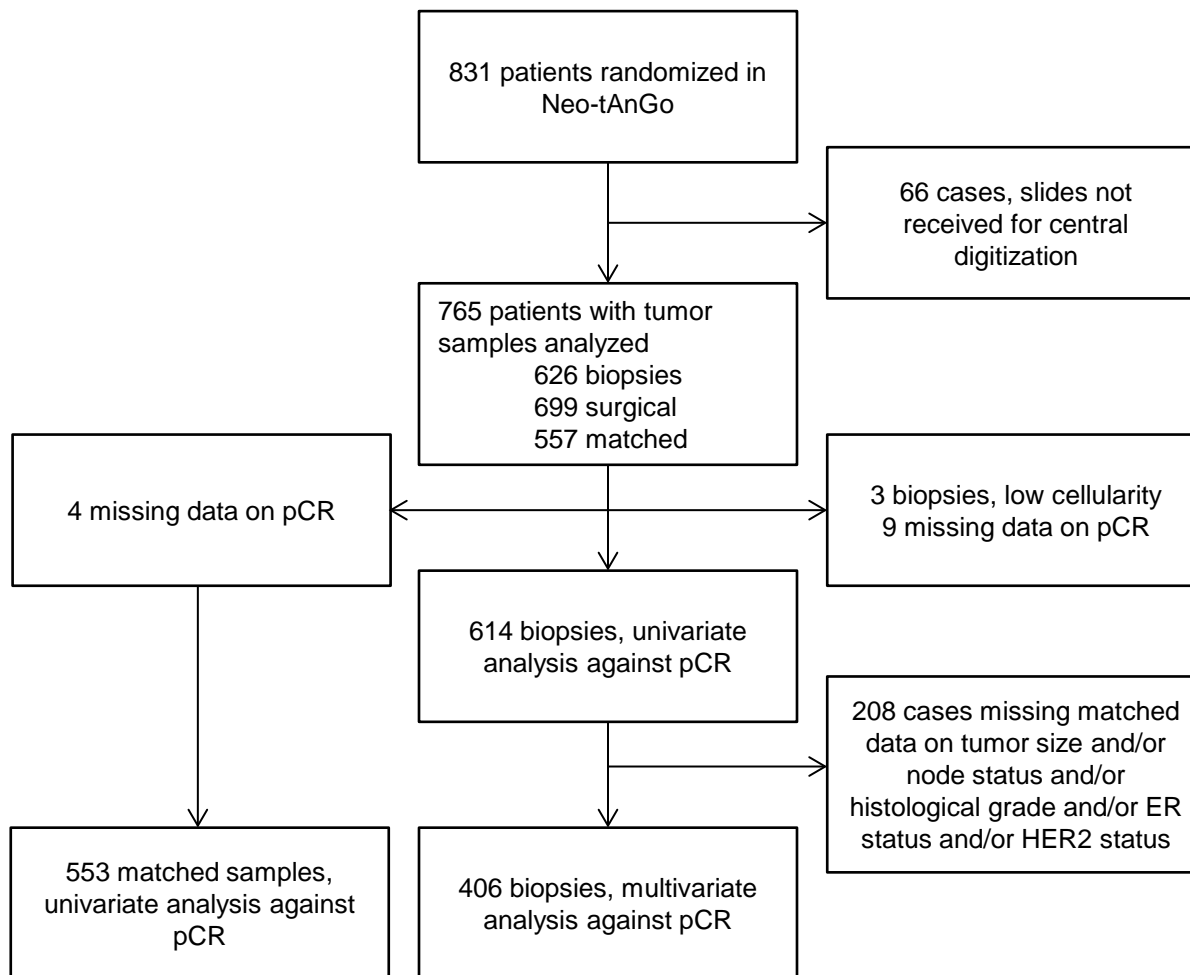 831 patients randomized in
Neo-tAnGo
66 cases, slides not
received for central
digitization
765 patients with tumor
samples analyzed
626 biopsies
699 surgical
557 matched
4 missing data on pCR
3 biopsies, low cellularity
9 missing data on pCR
614 biopsies, univariate
analysis against pCR
208 cases missing matched
data on tumor size and/or
node status and/or
histological grade and/or ER
status and/or HER2 status
553 matched samples,
univariate analysis against
pCR
406 biopsies, multivariate
analysis against pCR